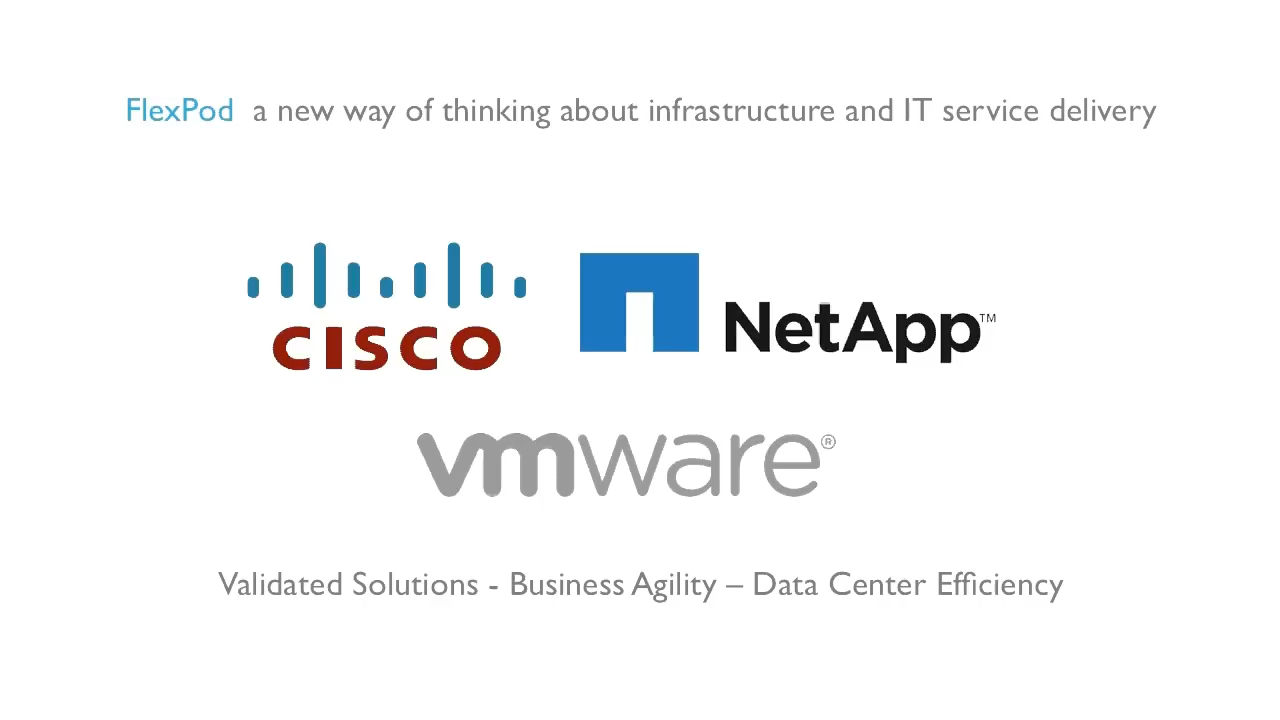 FlexPod a new way of thinking about infrastructure and IT service delivery
CISCO
NetApp™
vmware®
Validated Solutions - Business Agility – Data Center Efficiency